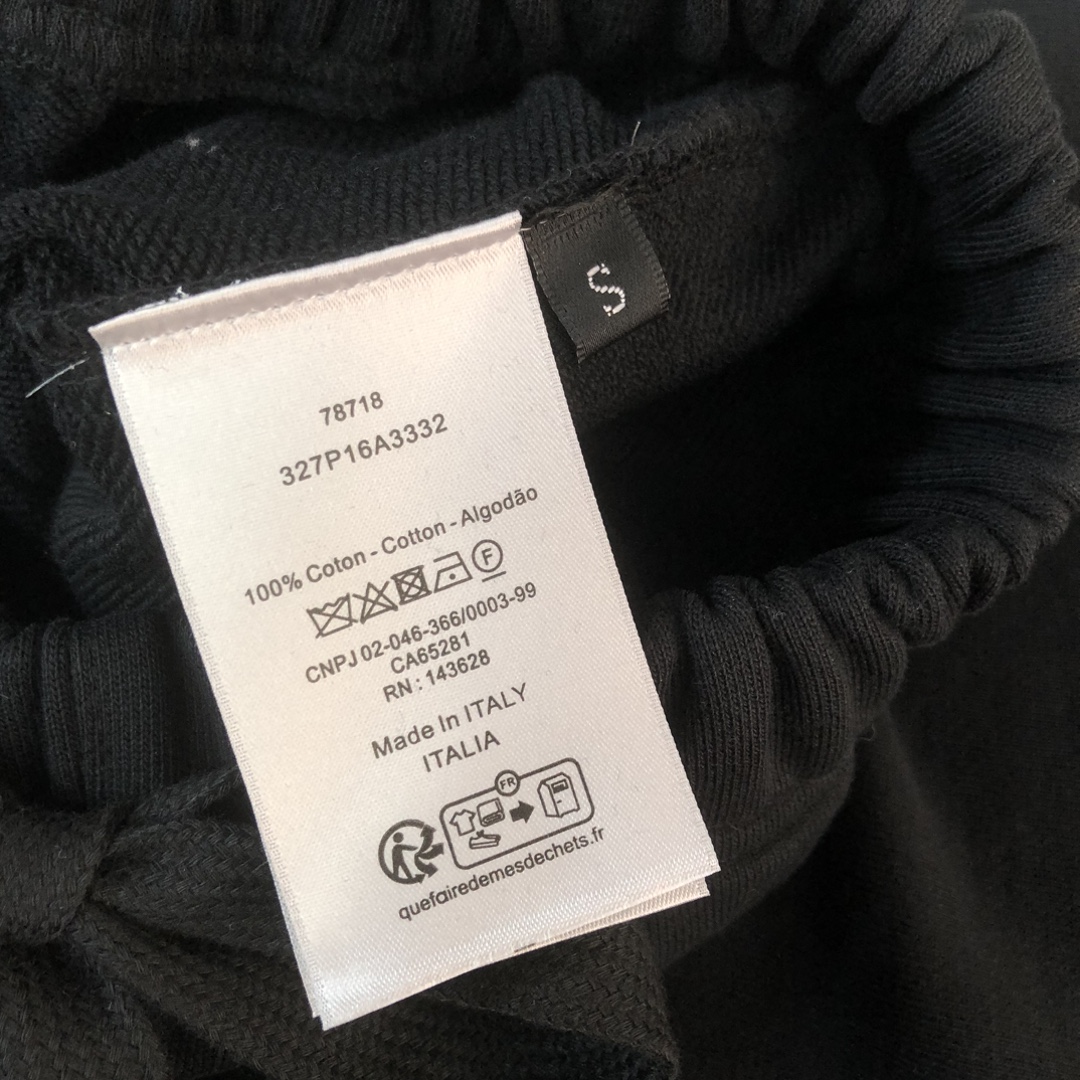 S
78718
327P16A3332
100% Coton - Cotton - Algodão
F
CNPJ 02-046-366/0003-99
CA65281
RN : 143628
Made In ITALY
ITALIA
FR
quefairedemesdechets.fr